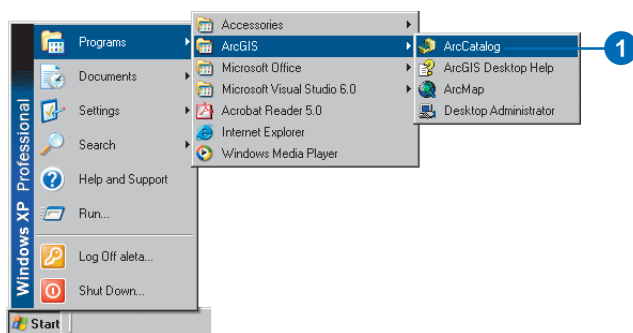 Programs
Documents
Settings
Search
Help and Support
Run...
Log Off aleta...
Shut Down...
Windows XP Professional
Start
Accessories
ArcGIS
Microsoft Office
Microsoft Visual Studio 6.0
Acrobat Reader 5.0
Internet Explorer
Windows Media Player
ArcCatalog
ArcGIS Desktop Help
ArcMap
Desktop Administrator
1